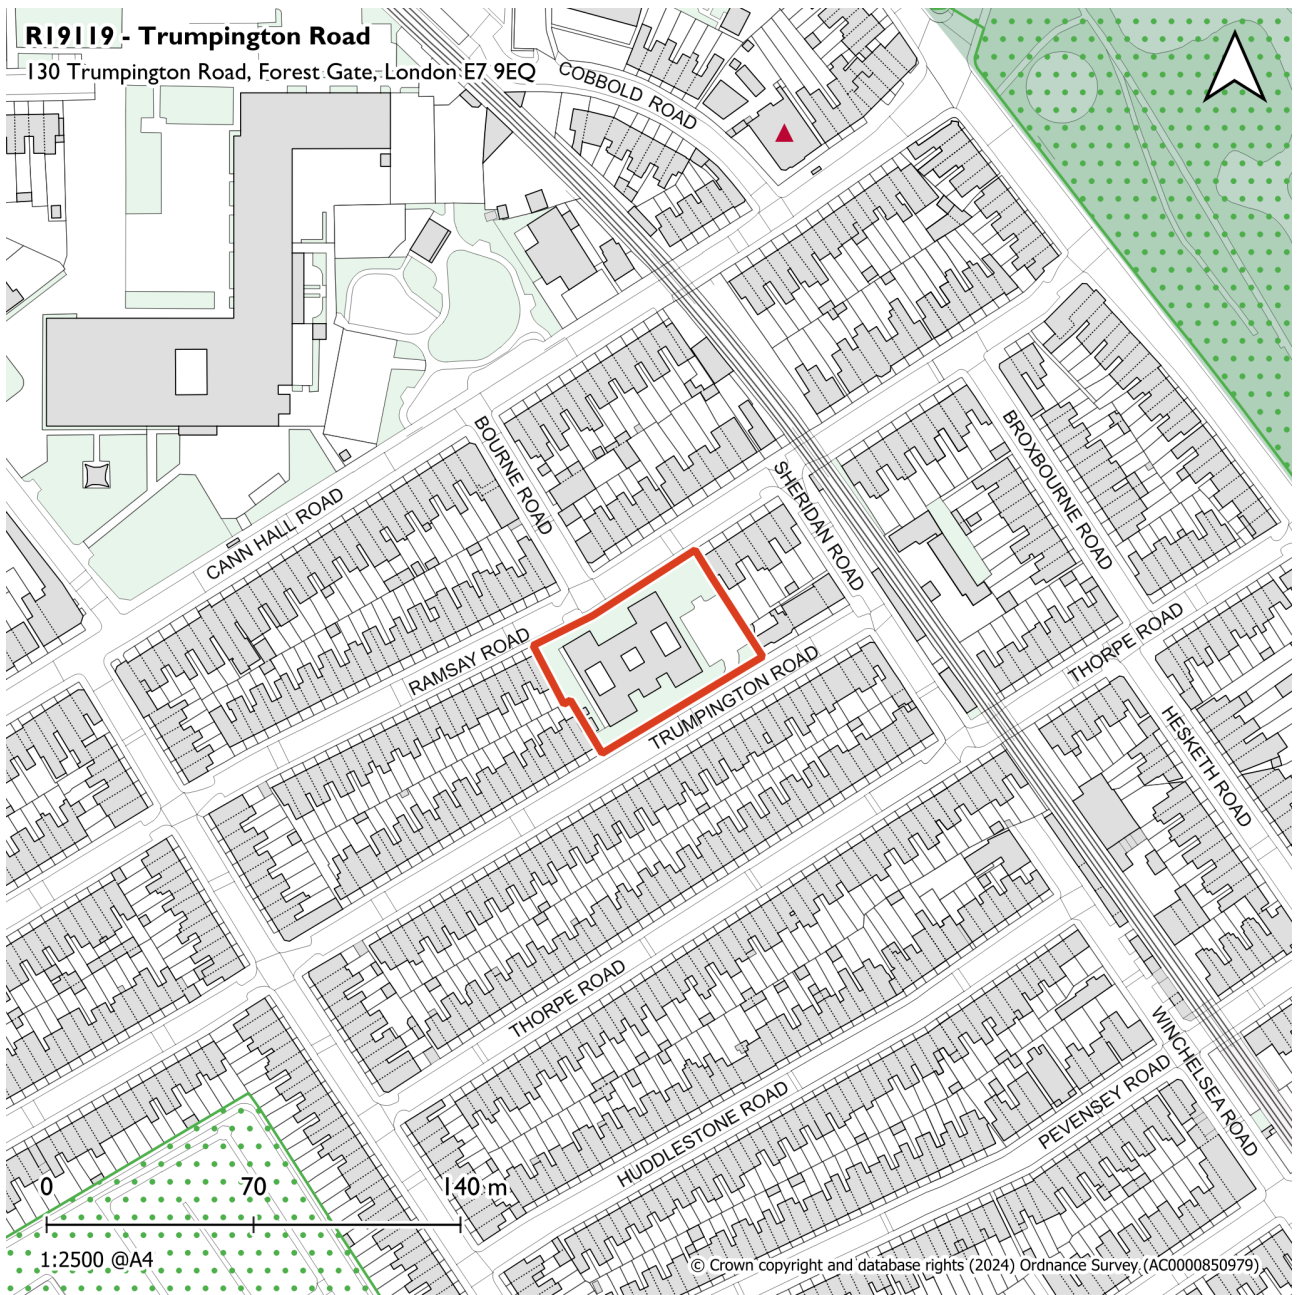 R19119 - Trumpington Road
130 Trumpington Road, Forest Gate, London E7 9EQ
COBBOLD ROAD
BOURNE ROAD
BROXBOURNE ROAD
SHERIDAN ROAD
CANN HALL ROAD
RAMSAY ROAD
TRUMPINGTON ROAD
THORPE ROAD
HESKETH ROAD
THORPE ROAD
HUDDLESTONE ROAD
WINCHELSEA ROAD
PEVENSEY ROAD
0 70 140 m
1:2500 @A4
© Crown copyright and database rights (2024) Ordnance Survey (AC0000850979)